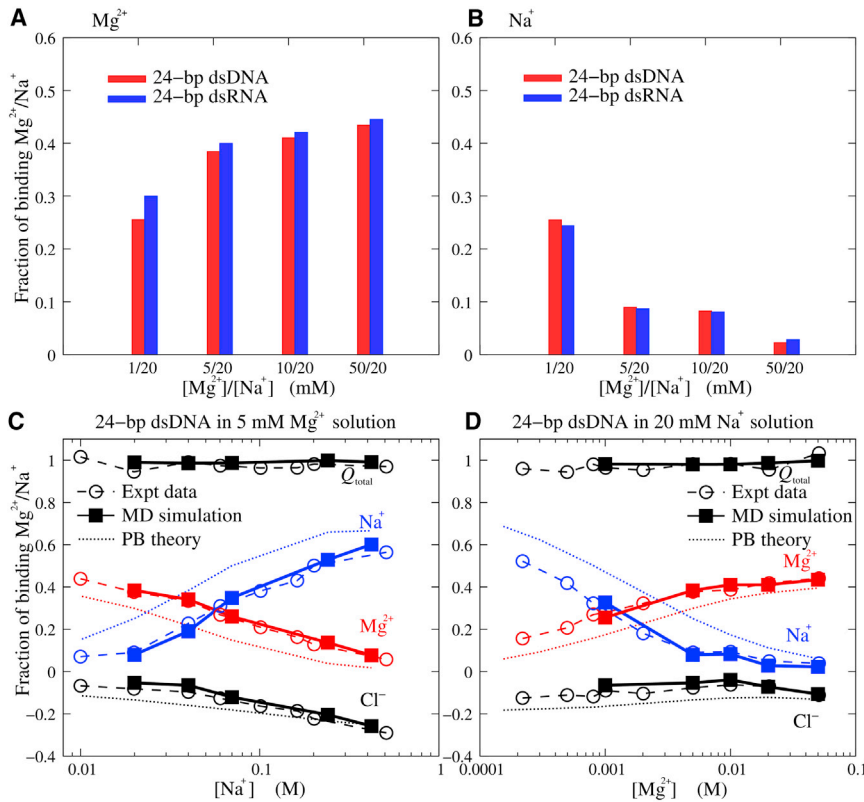 A Mg²⁺
B Na⁺
Fraction of binding Mg²⁺/Na⁺
0.6
0.5
0.4
0.3
0.2
0.1
0
24−bp dsDNA
24−bp dsRNA
1/20 5/20 10/20 50/20
[Mg²⁺]/[Na⁺] (mM)
0.6
0.5
0.4
0.3
0.2
0.1
0
24−bp dsDNA
24−bp dsRNA
1/20 5/20 10/20 50/20
[Mg²⁺]/[Na⁺] (mM)
C 24−bp dsDNA in 5 mM Mg²⁺ solution
Fraction of binding Mg²⁺/Na⁺
1
0.8
0.6
0.4
0.2
0
−0.2
−0.4
Q total
Expt data
MD simulation
PB theory
Na⁺
Mg²⁺
Cl⁻
0.01 0.1 1
[Na⁺] (M)
D 24−bp dsDNA in 20 mM Na⁺ solution
1
0.8
0.6
0.4
0.2
0
−0.2
−0.4
Q total
Expt data
MD simulation
PB theory
Mg²⁺
Na⁺
Cl⁻
0.0001 0.001 0.01 0.1
[Mg²⁺] (M)